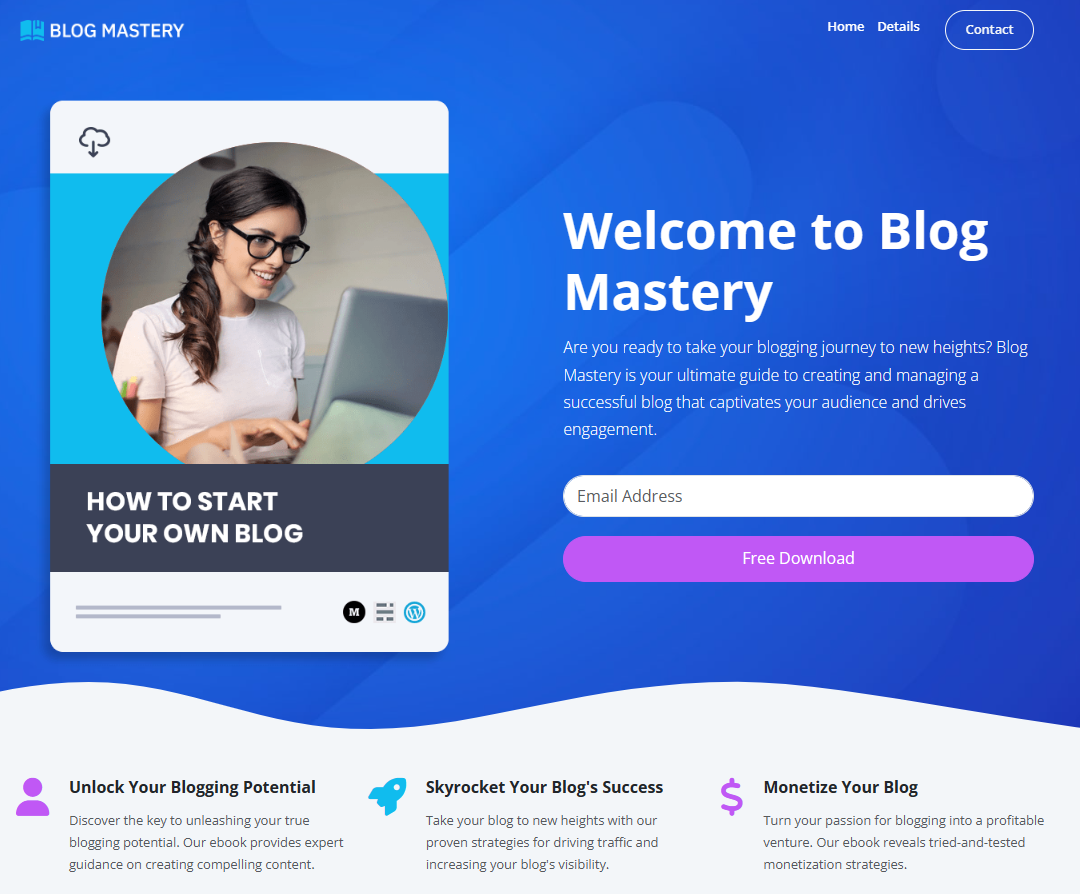 BLOG MASTERY
Home
Details
Contact
HOW TO START
YOUR OWN BLOG
M
W
Welcome to Blog
Mastery
Are you ready to take your blogging journey to new heights? Blog
Mastery is your ultimate guide to creating and managing a
successful blog that captivates your audience and drives
engagement.
Email Address
Free Download
Unlock Your Blogging Potential
Discover the key to unleashing your true
blogging potential. Our ebook provides expert
guidance on creating compelling content.
Skyrocket Your Blog's Success
Take your blog to new heights with our
proven strategies for driving traffic and
increasing your blog's visibility.
Monetize Your Blog
Turn your passion for blogging into a profitable
venture. Our ebook reveals tried-and-tested
monetization strategies.